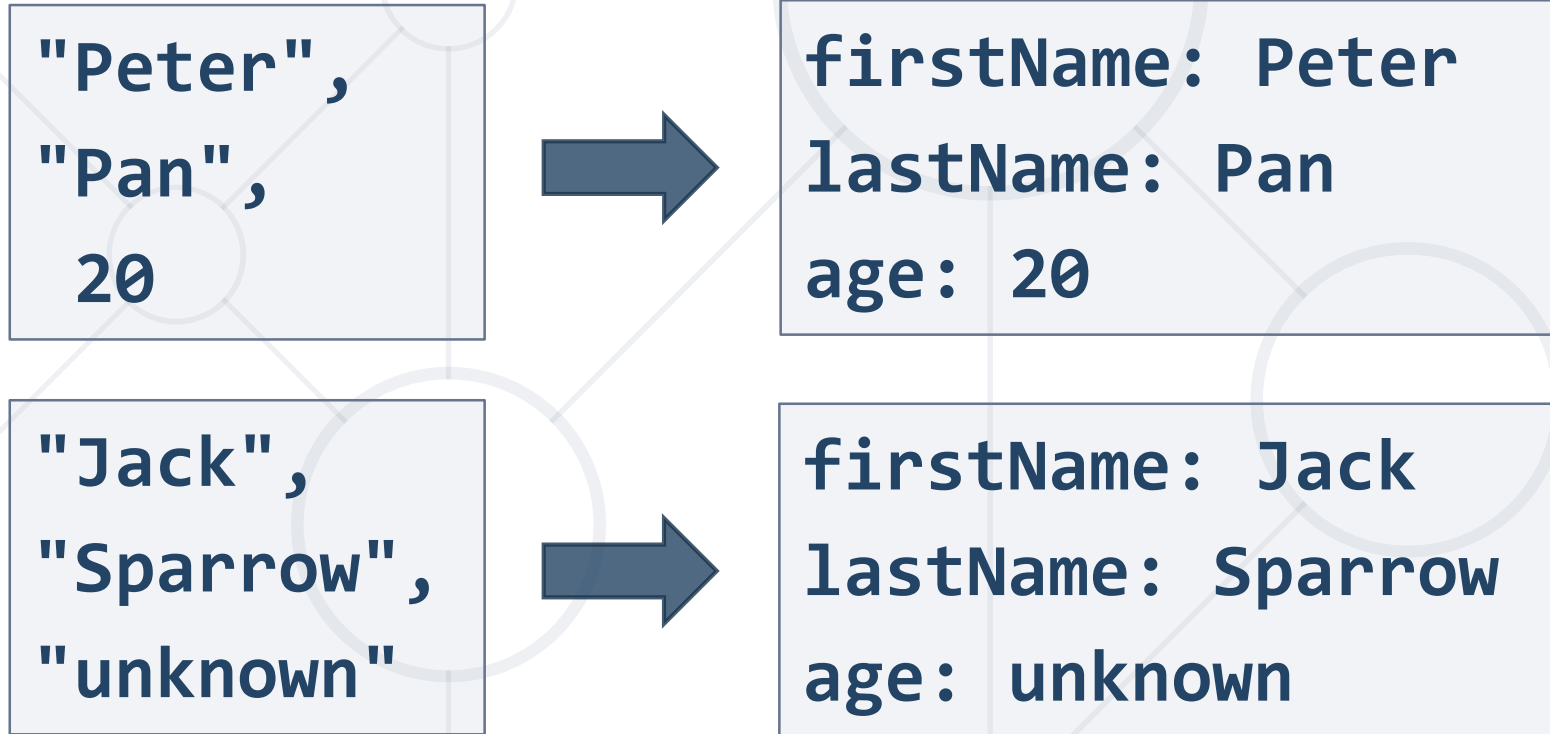 "Peter",
"Pan",
20
firstName: Peter
lastName: Pan
age: 20
"Jack",
"Sparrow",
"unknown"
firstName: Jack
lastName: Sparrow
age: unknown